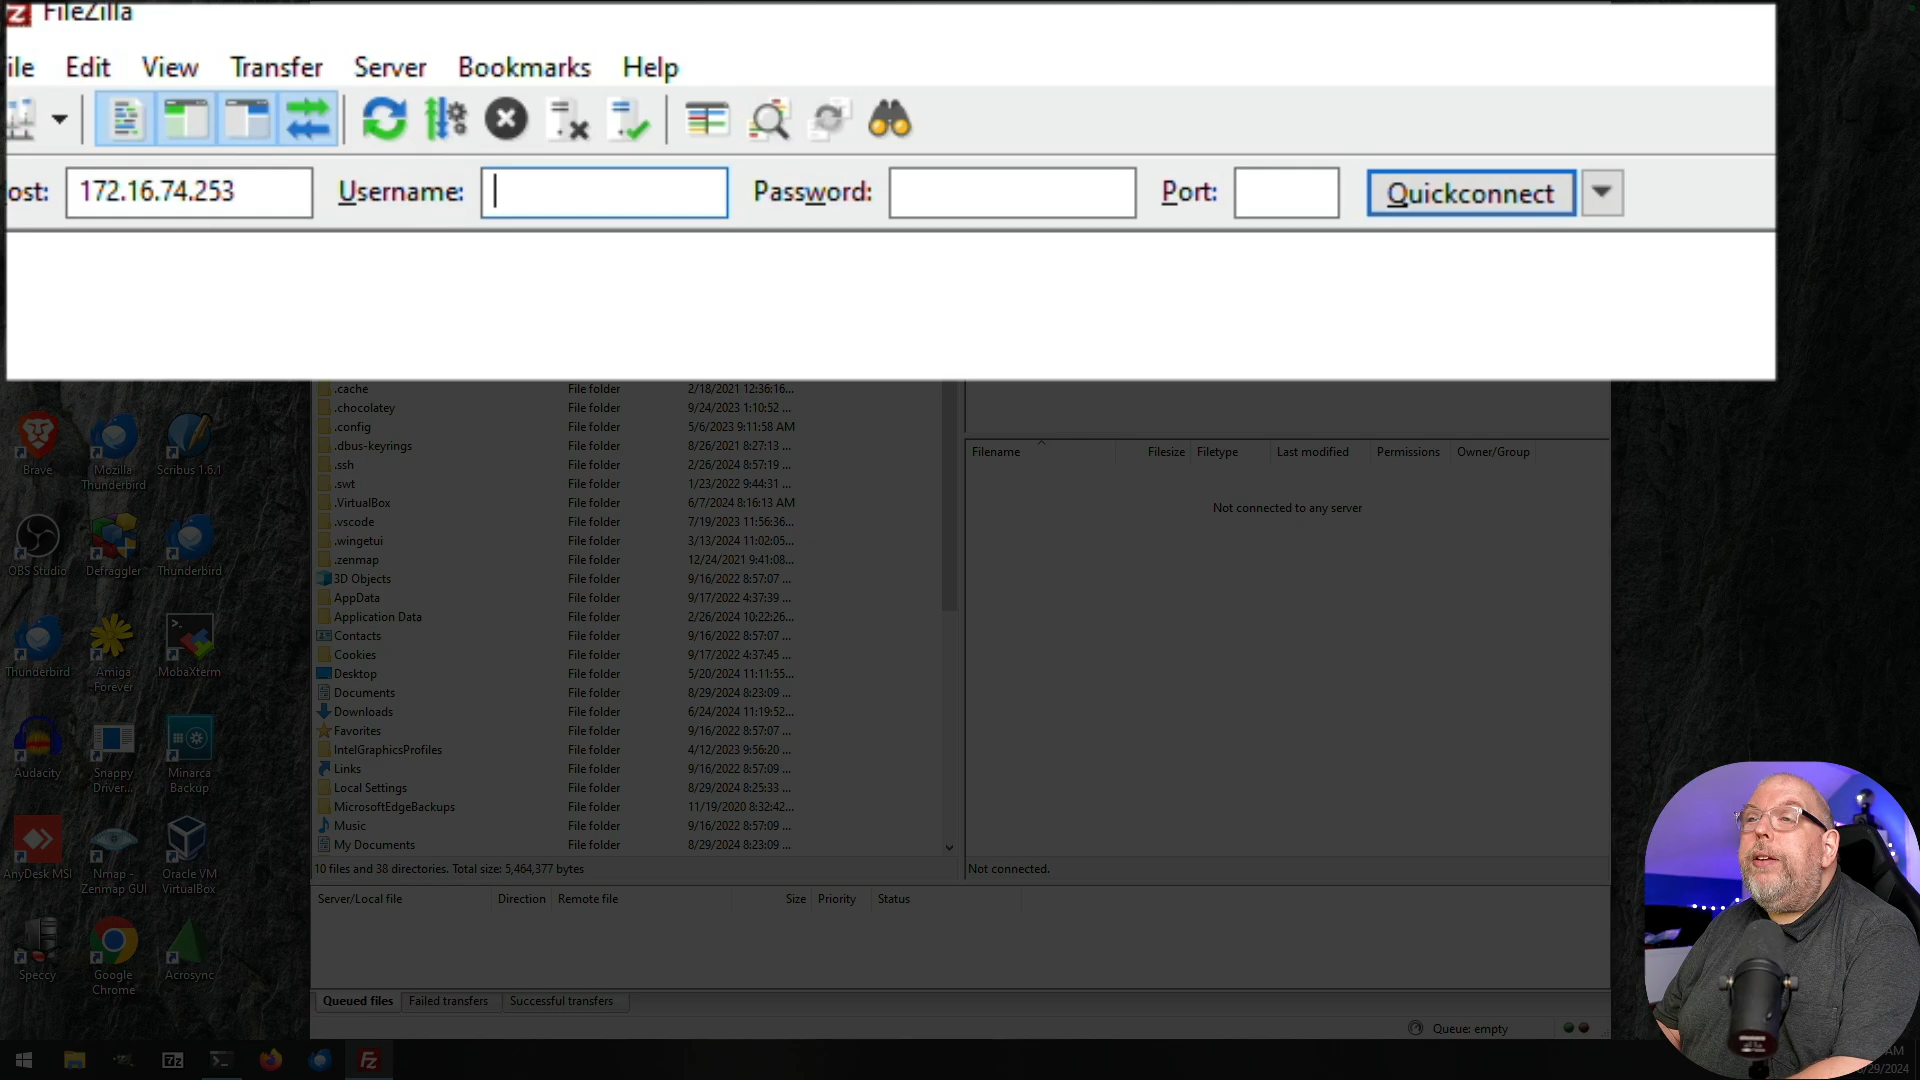 FileZilla
ile Edit View Transfer Server Bookmarks Help
ost: 172.16.74.253 Username: Password: Port: Quickconnect
.cache File folder 2/18/2021 12:36:16...
.chocolatey File folder 9/24/2023 1:10:52 ...
.config File folder 5/6/2023 9:11:58 AM
.dbus-keyrings File folder 8/26/2021 8:27:13 ...
.ssh File folder 2/26/2024 8:57:19 ...
.swt File folder 1/23/2022 9:44:31 ...
.VirtualBox File folder 6/7/2024 8:16:13 AM
.vscode File folder 7/19/2023 11:56:36...
.wingetui File folder 3/13/2024 11:02:05...
.zenmap File folder 12/24/2021 9:41:08...
3D Objects File folder 9/16/2022 8:57:07 ...
AppData File folder 9/17/2022 4:37:39 ...
Application Data File folder 2/26/2024 10:22:26...
Contacts File folder 9/16/2022 8:57:07 ...
Cookies File folder 9/17/2022 4:37:45 ...
Desktop File folder 5/20/2024 11:11:55...
Documents File folder 8/29/2024 8:23:09 ...
Downloads File folder 6/24/2024 11:19:52...
Favorites File folder 9/16/2022 8:57:07 ...
IntelGraphicsProfiles File folder 4/12/2023 9:56:20 ...
Links File folder 9/16/2022 8:57:09 ...
Local Settings File folder 8/29/2024 8:25:33 ...
MicrosoftEdgeBackups File folder 11/19/2020 8:32:42...
Music File folder 9/16/2022 8:57:09 ...
My Documents File folder 8/29/2024 8:23:09 ...
10 files and 38 directories. Total size: 5,464,377 bytes
Filename Filesize Filetype Last modified Permissions Owner/Group
Not connected to any server
Not connected.
Server/Local file Direction Remote file Size Priority Status
Queued files Failed transfers Successful transfers
Queue: empty
Brave
Mozilla
Thunderbird
Scribus 1.6.1
OBS Studio
Defraggler
Thunderbird
Thunderbird
Amiga
Forever
MobaXterm
Audacity
Snappy
Driver...
Minarca
Backup
AnyDesk MSI
Nmap -
Zenmap GUI
Oracle VM
VirtualBox
Speccy
Google
Chrome
Acrosync
7z
FZ
AM
/29/2024